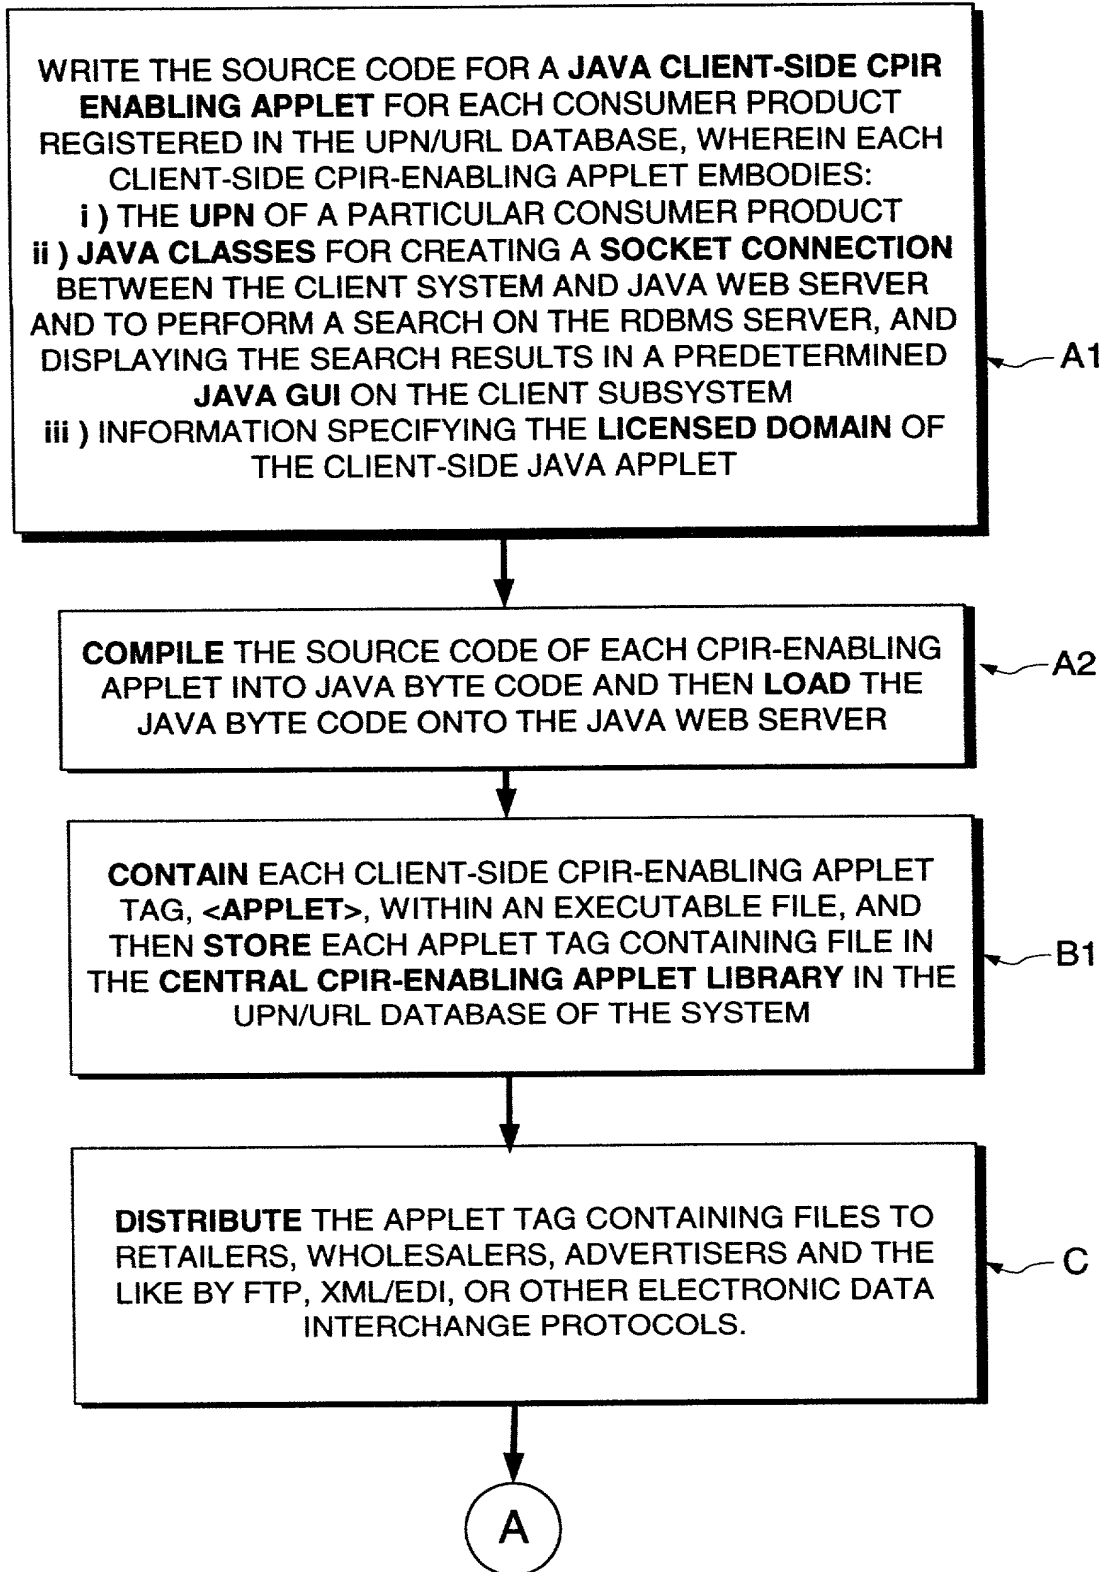 WRITE THE SOURCE CODE FOR A JAVA CLIENT-SIDE CPIR
ENABLING APPLET FOR EACH CONSUMER PRODUCT
REGISTERED IN THE UPN/URL DATABASE, WHEREIN EACH
CLIENT-SIDE CPIR-ENABLING APPLET EMBODIES:
i ) THE UPN OF A PARTICULAR CONSUMER PRODUCT
ii ) JAVA CLASSES FOR CREATING A SOCKET CONNECTION
BETWEEN THE CLIENT SYSTEM AND JAVA WEB SERVER
AND TO PERFORM A SEARCH ON THE RDBMS SERVER, AND
DISPLAYING THE SEARCH RESULTS IN A PREDETERMINED
JAVA GUI ON THE CLIENT SUBSYSTEM
iii ) INFORMATION SPECIFYING THE LICENSED DOMAIN OF
THE CLIENT-SIDE JAVA APPLET
A1
COMPILE THE SOURCE CODE OF EACH CPIR-ENABLING
APPLET INTO JAVA BYTE CODE AND THEN LOAD THE
JAVA BYTE CODE ONTO THE JAVA WEB SERVER
A2
CONTAIN EACH CLIENT-SIDE CPIR-ENABLING APPLET
TAG, <APPLET>, WITHIN AN EXECUTABLE FILE, AND
THEN STORE EACH APPLET TAG CONTAINING FILE IN
THE CENTRAL CPIR-ENABLING APPLET LIBRARY IN THE
UPN/URL DATABASE OF THE SYSTEM
B1
DISTRIBUTE THE APPLET TAG CONTAINING FILES TO
RETAILERS, WHOLESALERS, ADVERTISERS AND THE
LIKE BY FTP, XML/EDI, OR OTHER ELECTRONIC DATA
INTERCHANGE PROTOCOLS.
C
A